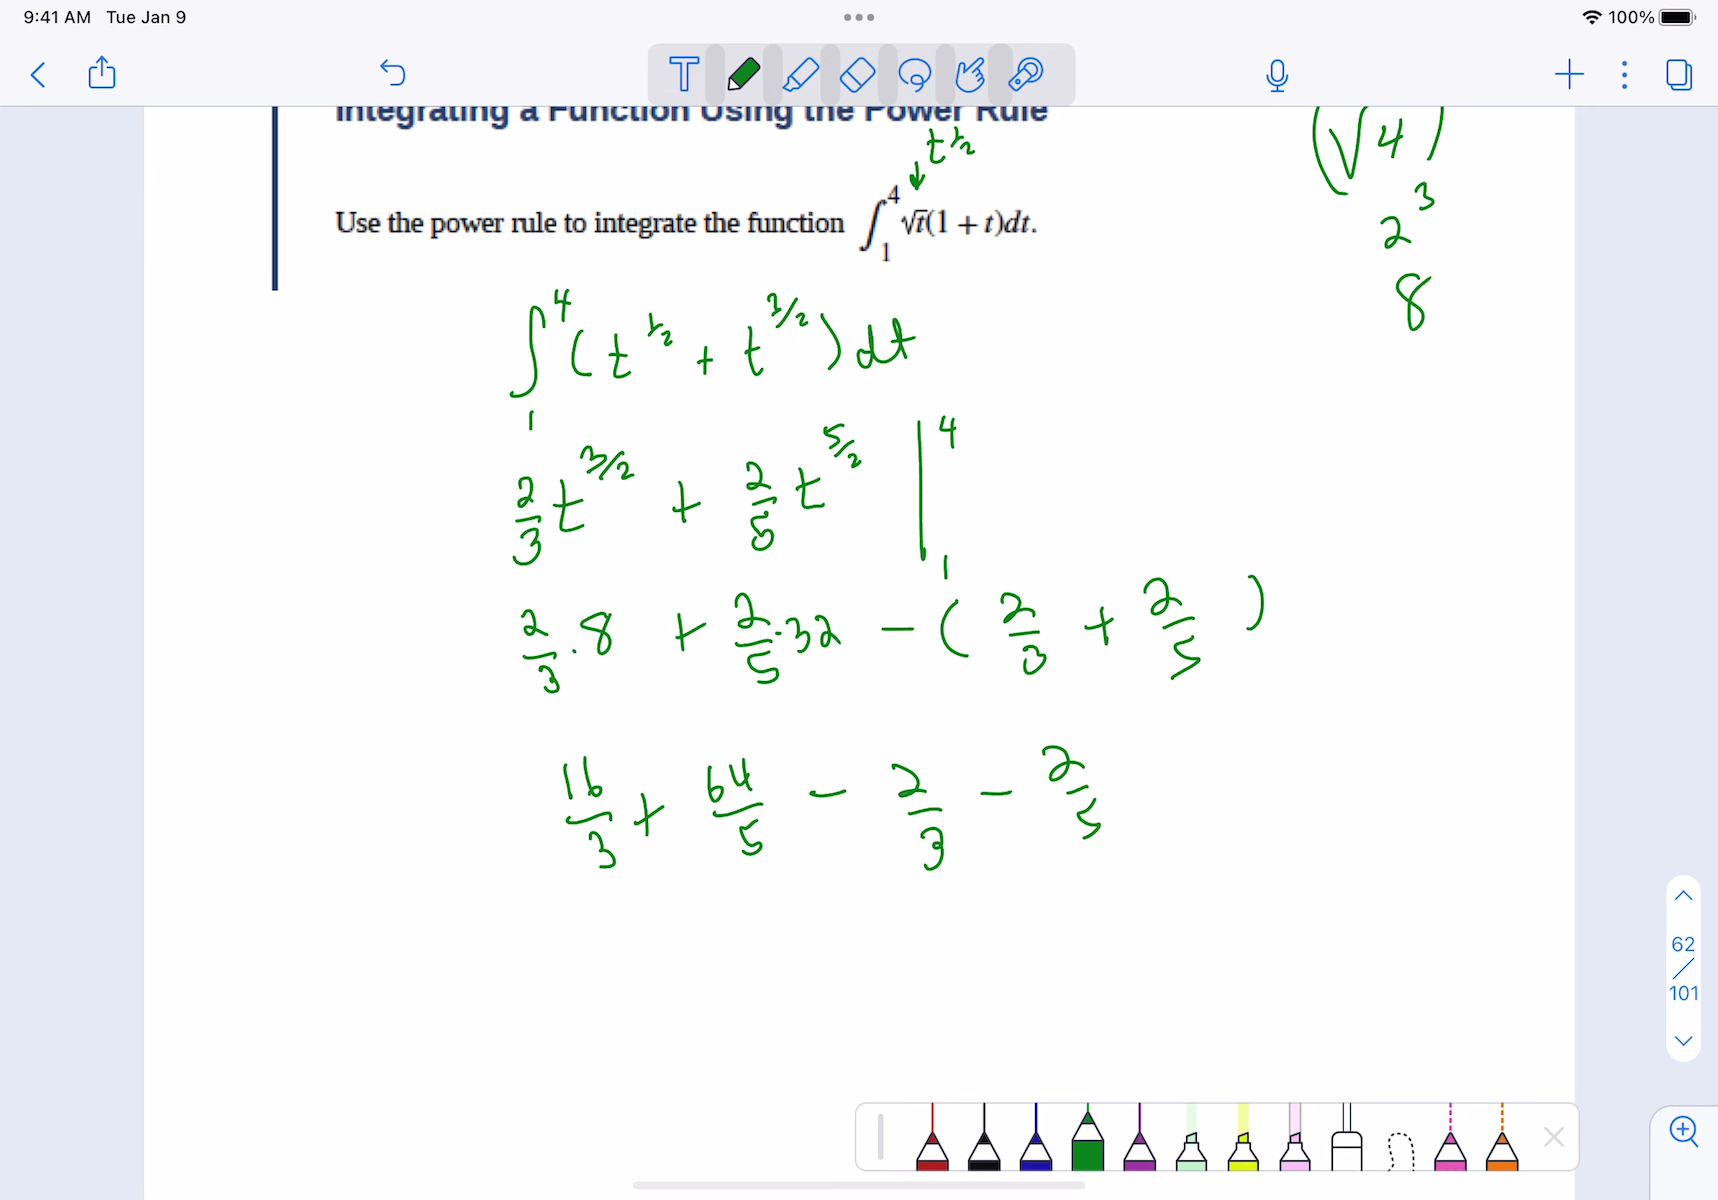 9:41 AM Tue Jan 9
100%
Integrating a Function Using the Power Rule
t^1/2
↓
Use the power rule to integrate the function ∫₁⁴ √t(1 + t)dt.
(√4)
2³
8
∫₁⁴ (t^1/2 + t^3/2) dt
2/3 t^3/2 + 2/5 t^5/2 |₁⁴
2/3 · 8 + 2/5 · 32 − (2/3 + 2/5)
16/3 + 64/5 − 2/3 − 2/5
62
/
101